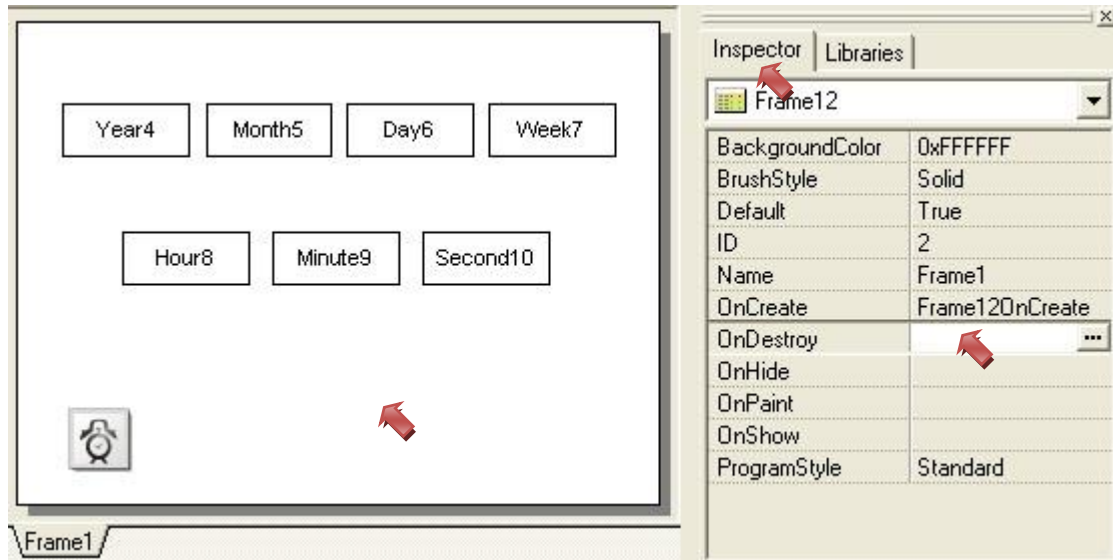 Year4 Month5 Day6 Week7
Hour8 Minute9 Second10
Frame1
Inspector Libraries
Frame12
BackgroundColor 0xFFFFFF
BrushStyle Solid
Default True
ID 2
Name Frame1
OnCreate Frame12OnCreate
OnDestroy ...
OnHide
OnPaint
OnShow
ProgramStyle Standard